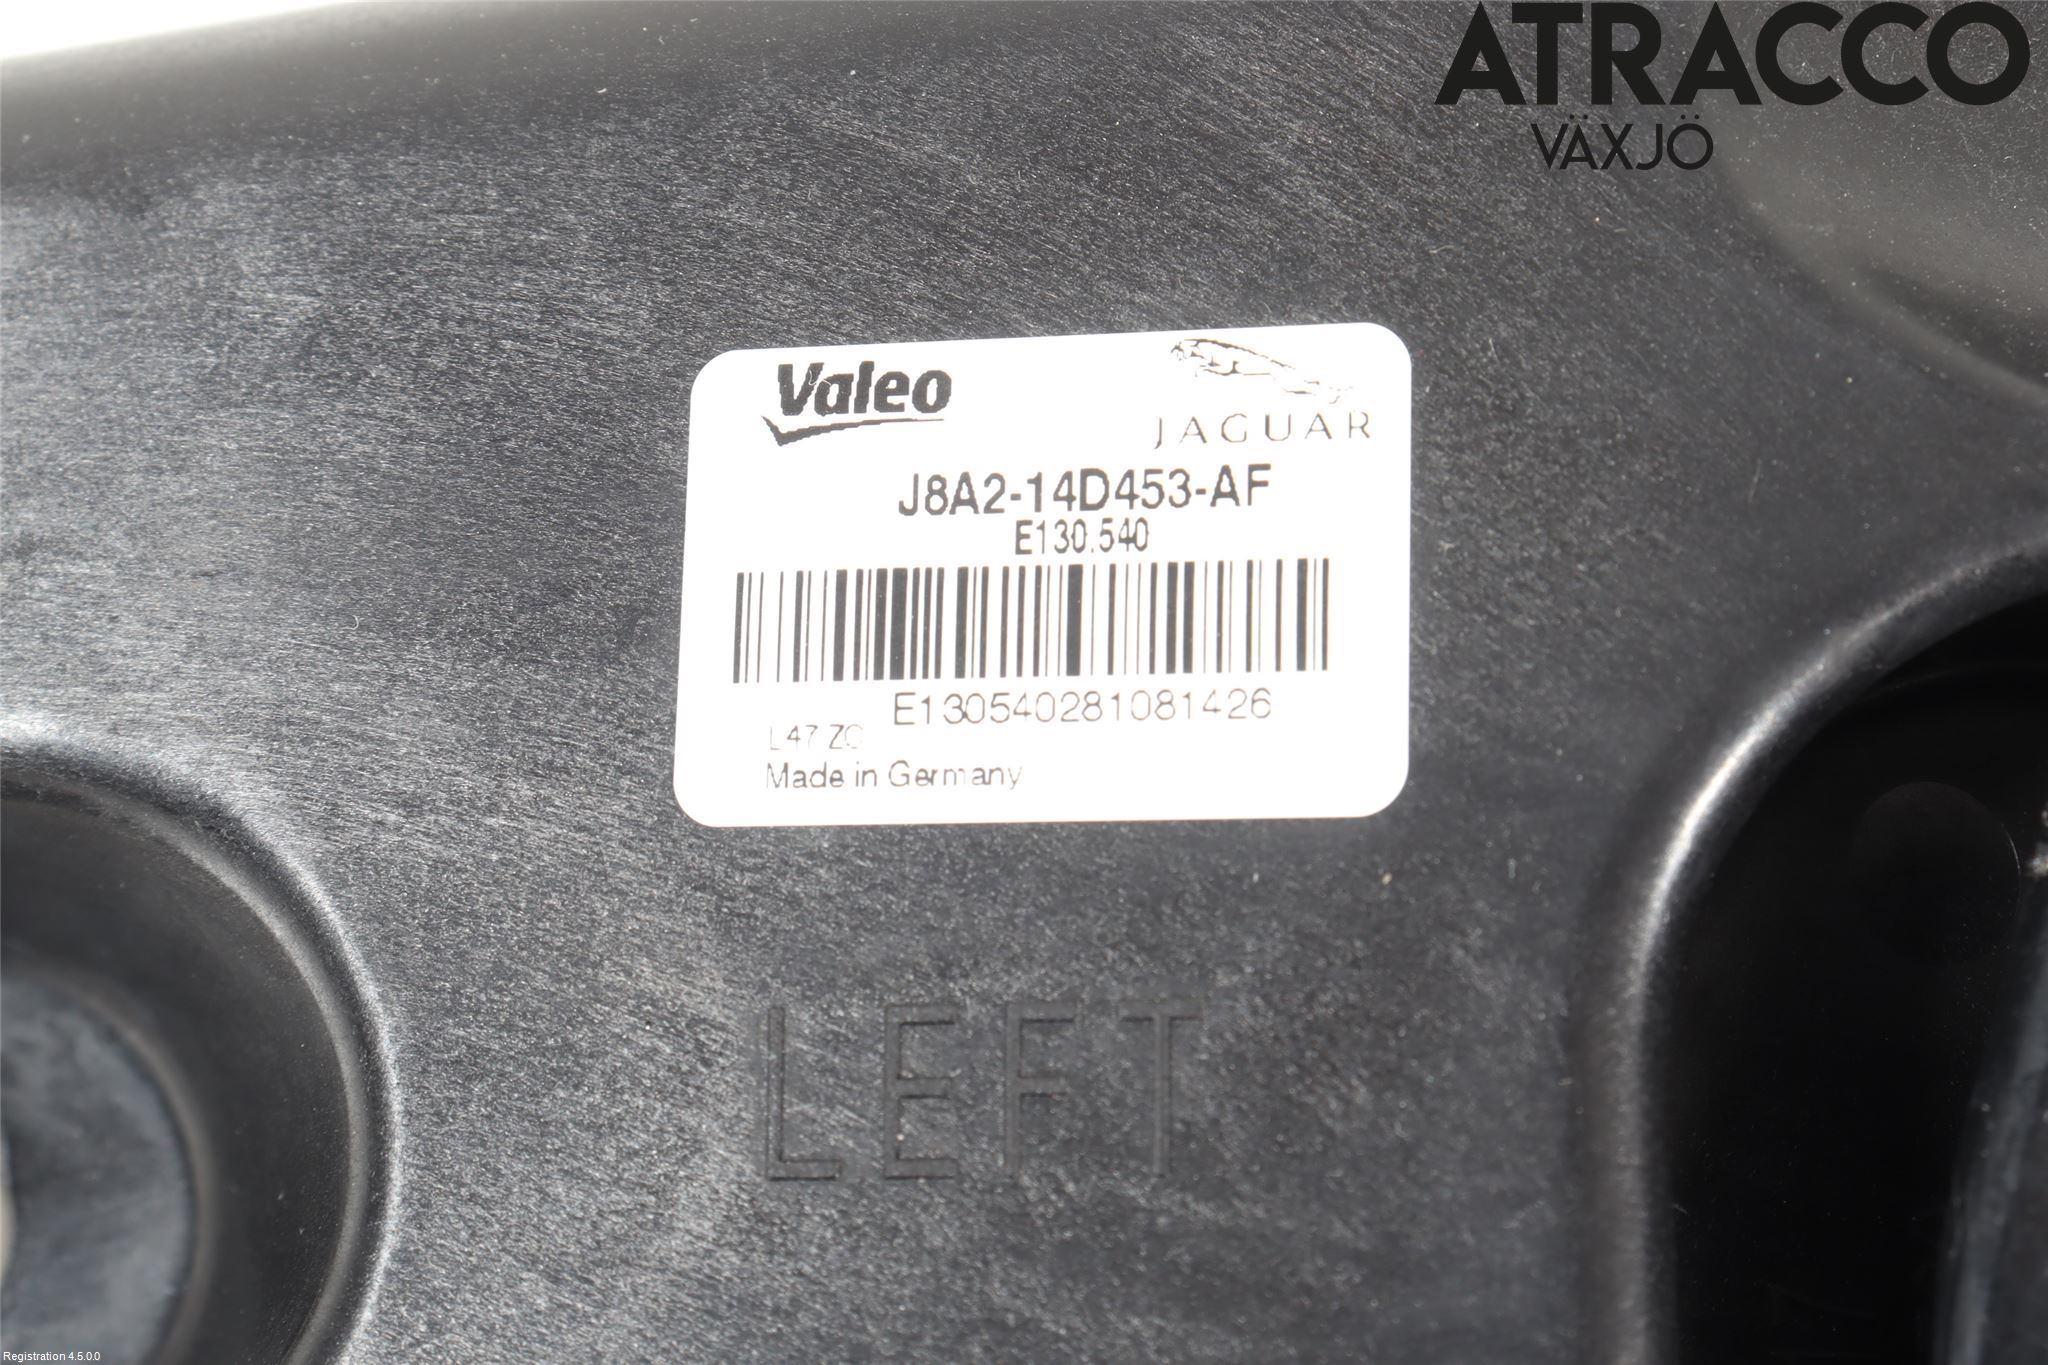 ATRACCO
VÄXJÖ
Valeo
JAGUAR
J8A2-14D453-AF
E130.540
E130540281081426
L47 ZC
Made in Germany
LEFT
Registration 4.5.0.0